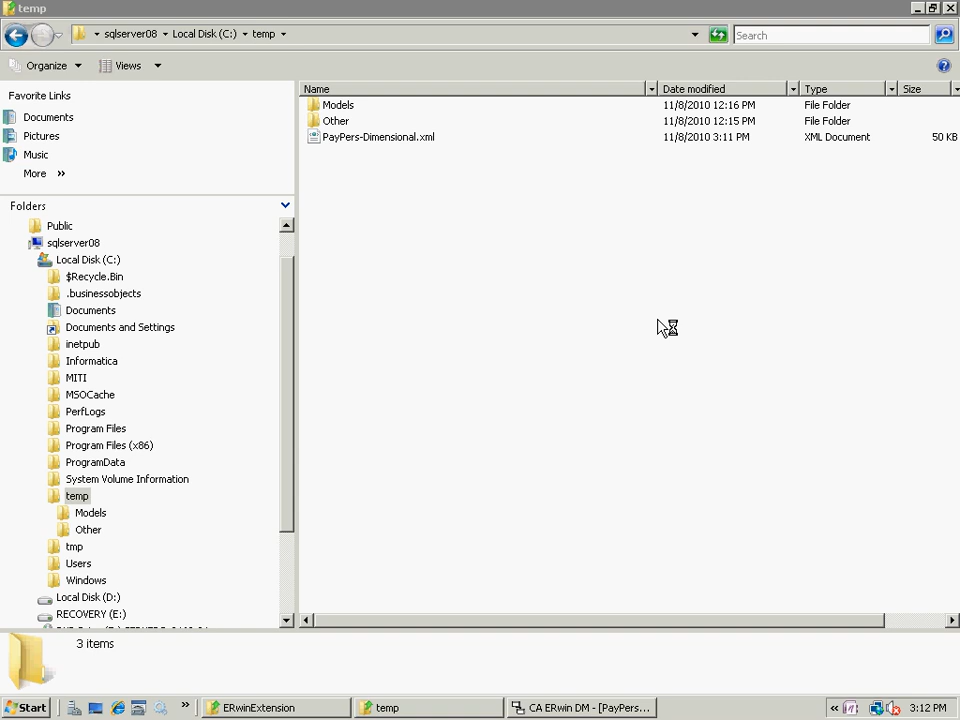 temp
sqlserver08 Local Disk (C:) temp
Search
Organize Views
Favorite Links
Documents
Pictures
Music
More »
Folders
Public
sqlserver08
Local Disk (C:)
$Recycle.Bin
.businessobjects
Documents
Documents and Settings
inetpub
Informatica
MITI
MSOCache
PerfLogs
Program Files
Program Files (x86)
ProgramData
System Volume Information
temp
Models
Other
tmp
Users
Windows
Local Disk (D:)
RECOVERY (E:)
Name Date modified Type Size
Models 11/8/2010 12:16 PM File Folder
Other 11/8/2010 12:15 PM File Folder
PayPers-Dimensional.xml 11/8/2010 3:11 PM XML Document 50 KB
3 items
Start » ERwinExtension temp CA ERwin DM - [PayPers... « 3:12 PM